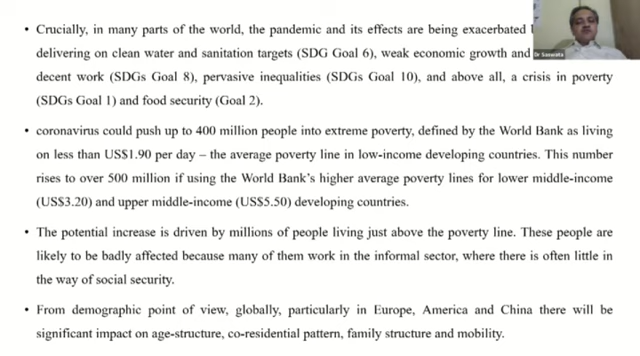 • Crucially, in many parts of the world, the pandemic and its effects are being exacerbated
delivering on clean water and sanitation targets (SDG Goal 6), weak economic growth and
decent work (SDGs Goal 8), pervasive inequalities (SDGs Goal 10), and above all, a crisis in poverty
(SDGs Goal 1) and food security (Goal 2).
• coronavirus could push up to 400 million people into extreme poverty, defined by the World Bank as living
on less than US$1.90 per day – the average poverty line in low-income developing countries. This number
rises to over 500 million if using the World Bank's higher average poverty lines for lower middle-income
(US$3.20) and upper middle-income (US$5.50) developing countries.
• The potential increase is driven by millions of people living just above the poverty line. These people are
likely to be badly affected because many of them work in the informal sector, where there is often little in
the way of social security.
• From demographic point of view, globally, particularly in Europe, America and China there will be
significant impact on age-structure, co-residential pattern, family structure and mobility.